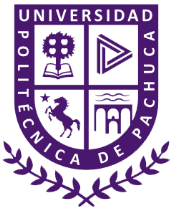 UNIVERSIDAD
POLITÉCNICA DE PACHUCA